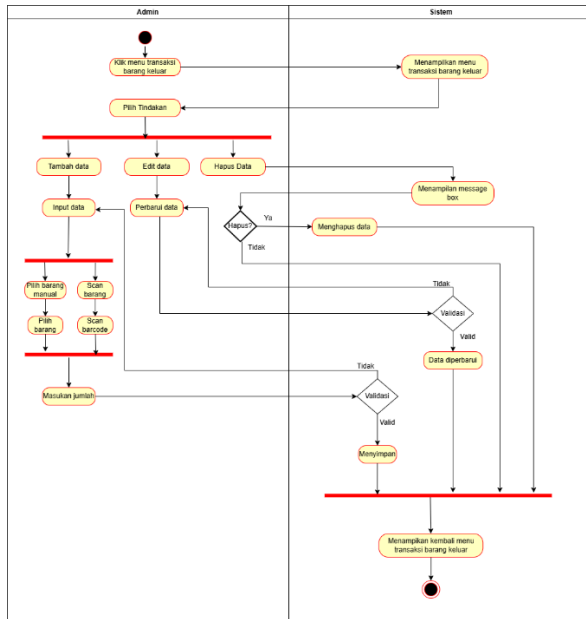 Admin
Sistem
Klik menu transaksi
barang keluar
Menampilkan menu
transaksi barang keluar
Pilih Tindakan
Tambah data
Edit data
Hapus Data
Menampilan message
box
Input data
Perbarui data
Hapus?
Ya
Menghapus data
Tidak
Pilih barang
manual
Scan
barang
Tidak
Validasi
Pilih
barang
Scan
barcode
Valid
Data diperbarui
Tidak
Masukan jumlah
Validasi
Valid
Menyimpan
Menampikan kembali menu
transaksi barang keluar